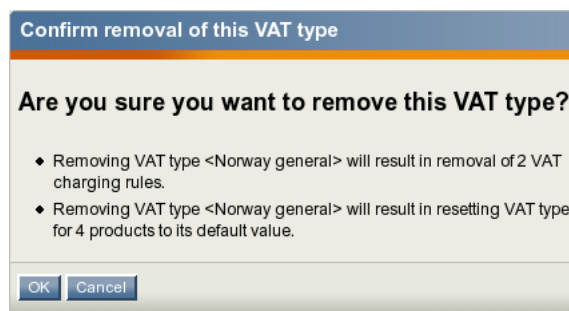 Confirm removal of this VAT type
Are you sure you want to remove this VAT type?
Removing VAT type <Norway general> will result in removal of 2 VAT
charging rules.
Removing VAT type <Norway general> will result in resetting VAT type
for 4 products to its default value.
OK Cancel